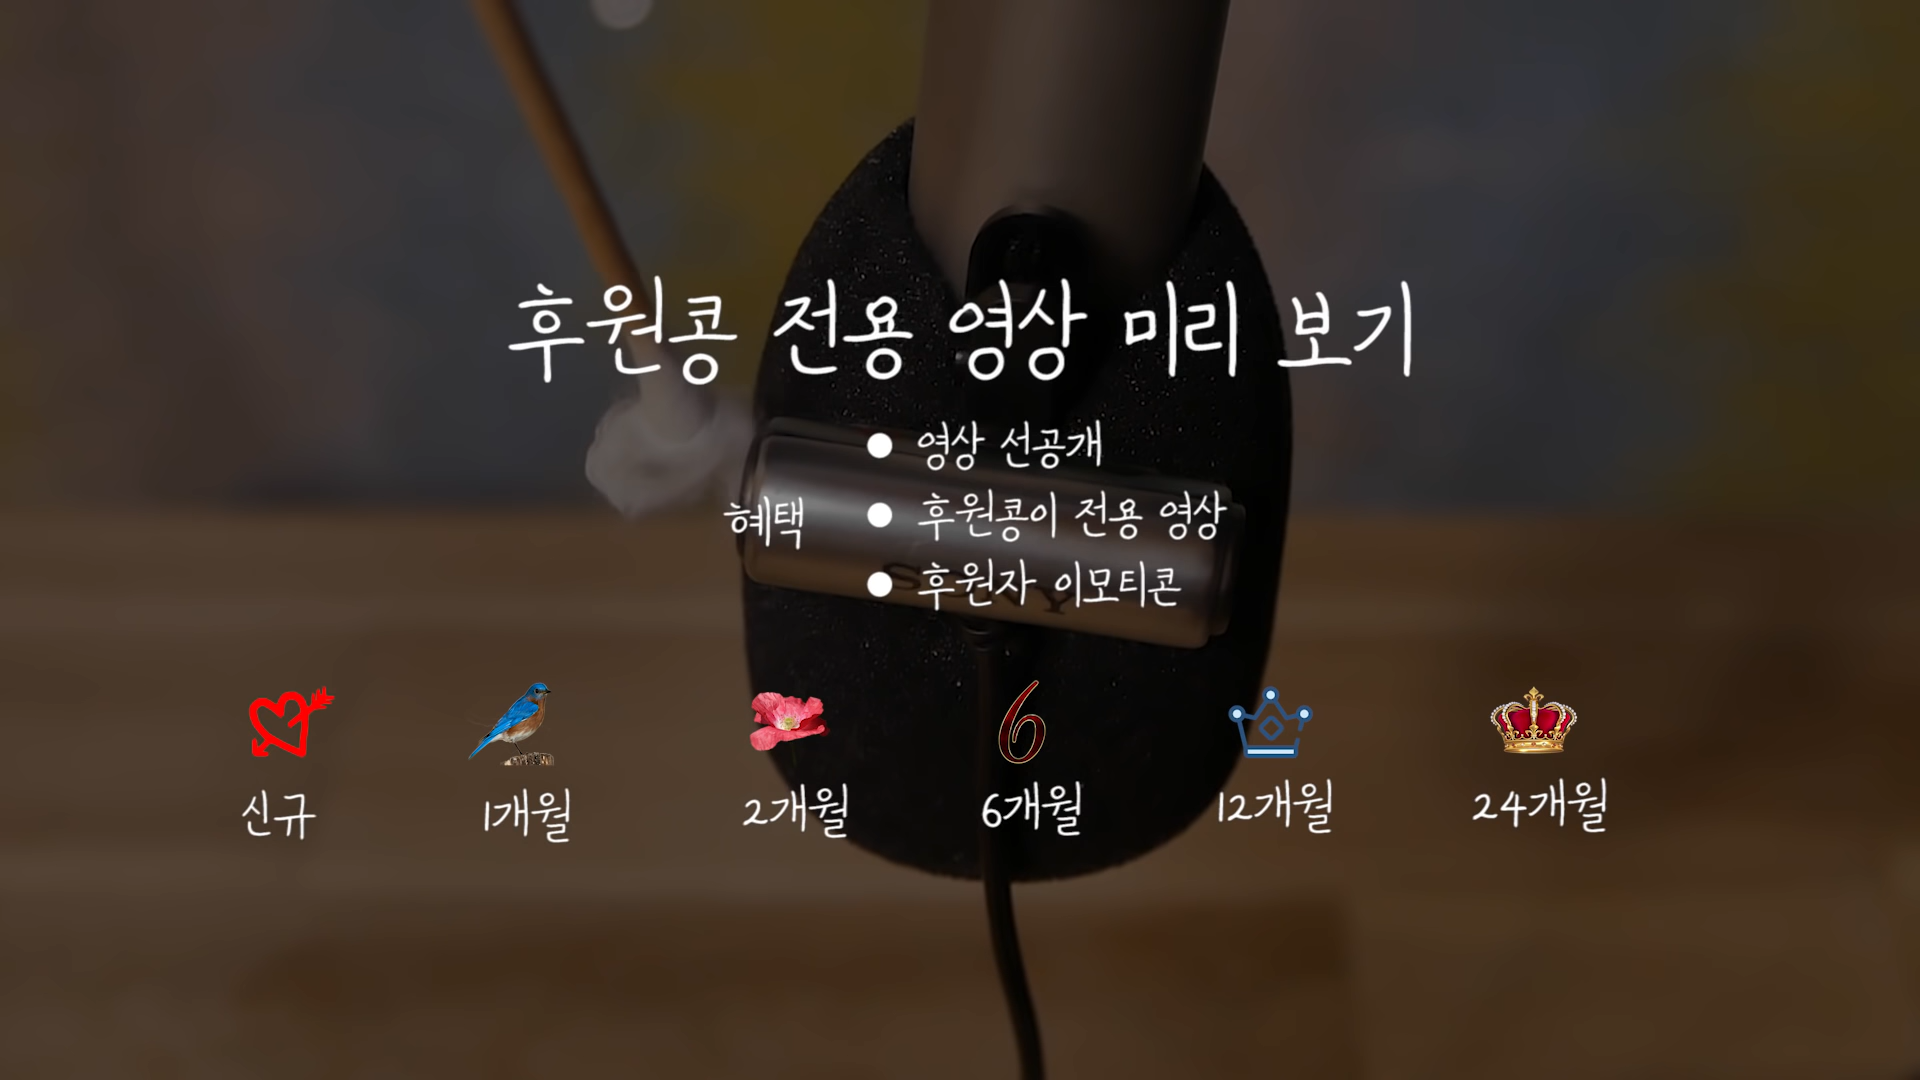 후원콩 전용 영상 미리 보기
혜택
영상 선공개
후원콩이 전용 영상
후원자 이모티콘
SONY
6
신규
1개월
2개월
6개월
12개월
24개월